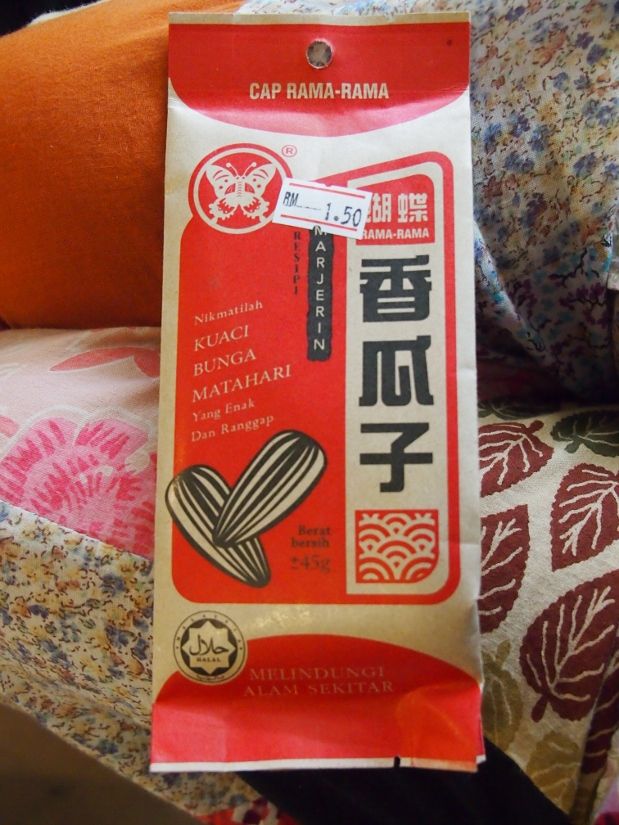 CAP RAMA-RAMA
®
RM 1.50
蝴蝶
RAMA-RAMA
RESIPI
MARJERIN
香瓜子
Nikmatilah
KUACI
BUNGA
MATAHARI
Yang Enak
Dan Ranggap
Berat
bersih
±45g
حلال
HALAL
MELINDUNGI
ALAM SEKITAR